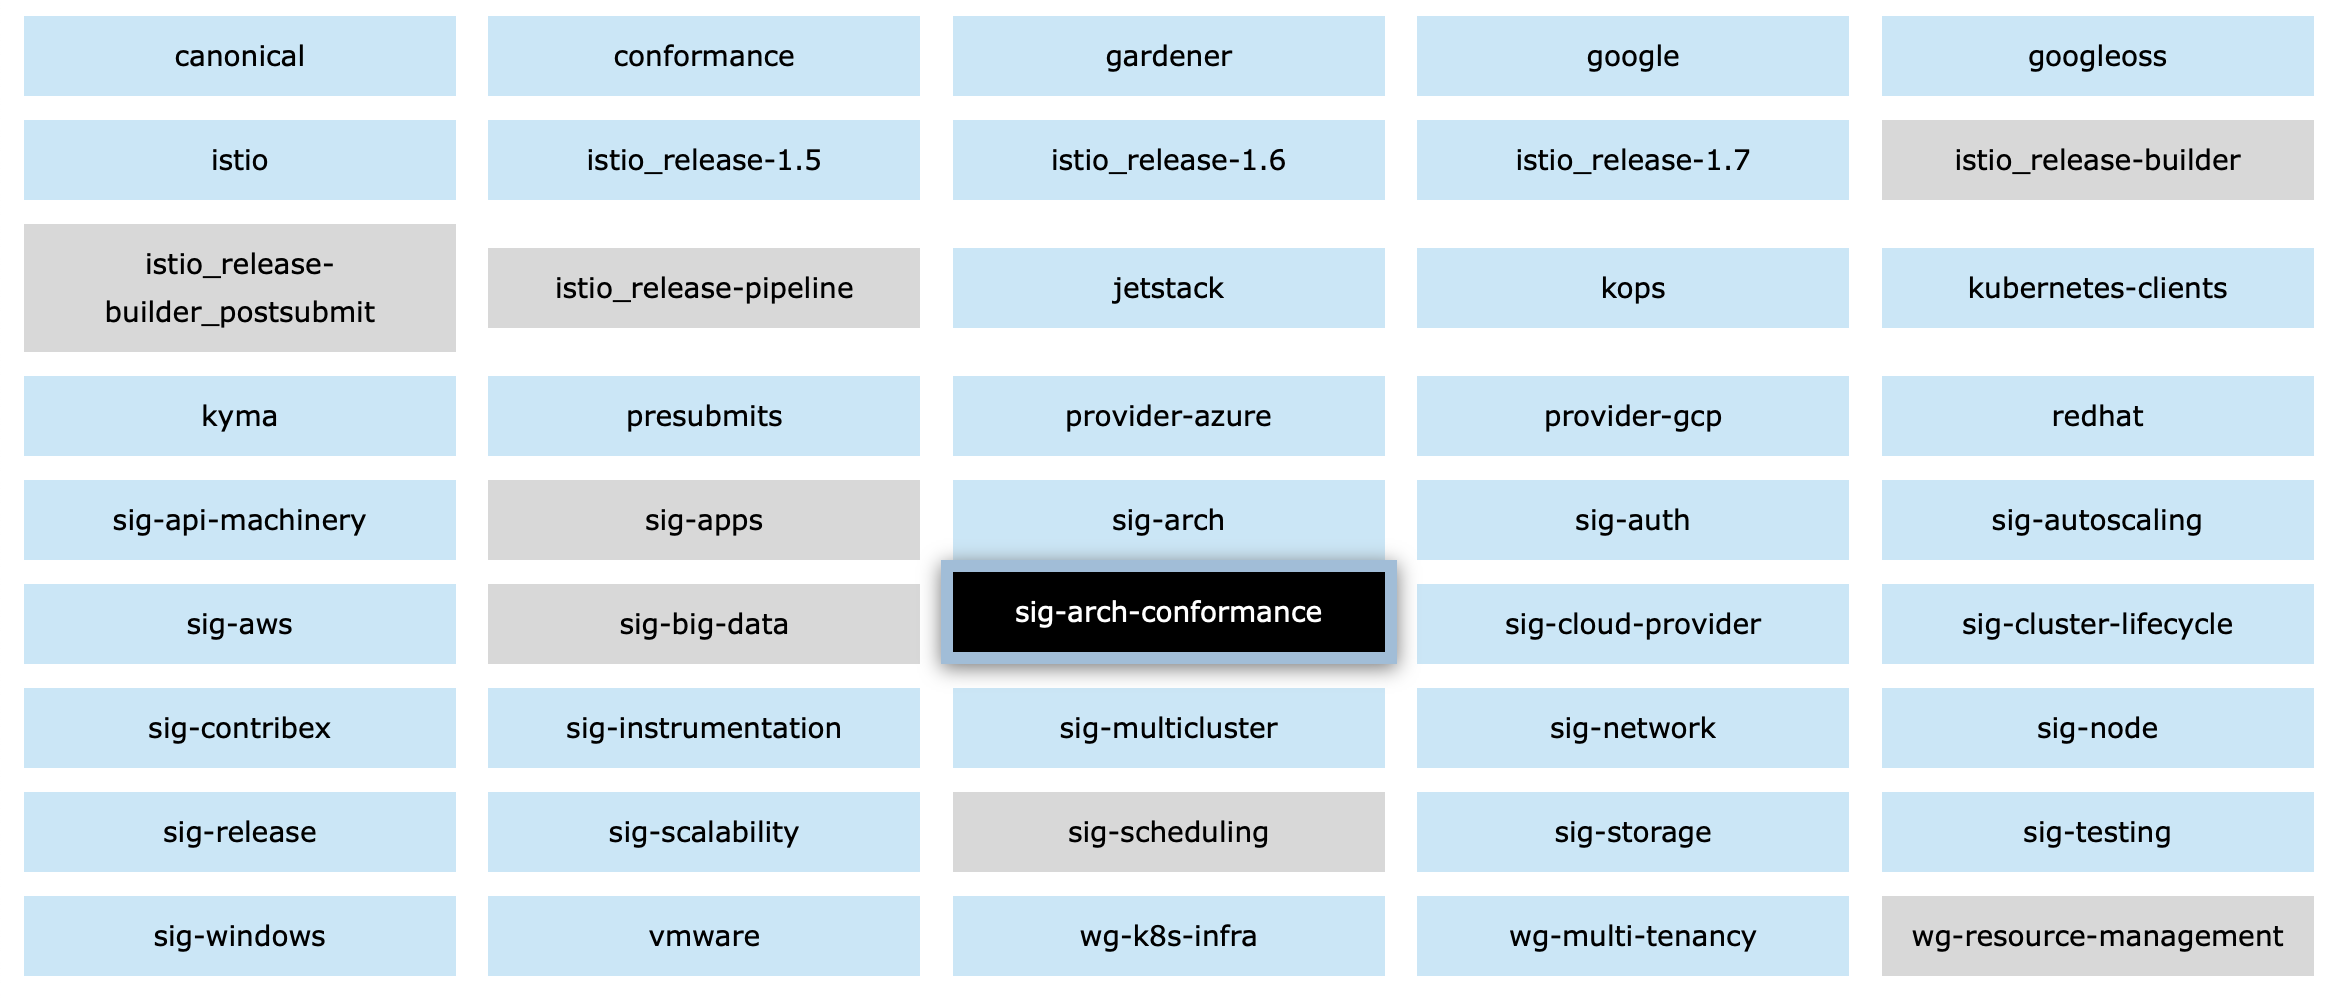 canonical
conformance
gardener
google
googleoss
istio
istio_release-1.5
istio_release-1.6
istio_release-1.7
istio_release-builder
istio_release-
builder_postsubmit
istio_release-pipeline
jetstack
kops
kubernetes-clients
kyma
presubmits
provider-azure
provider-gcp
redhat
sig-api-machinery
sig-apps
sig-arch
sig-auth
sig-autoscaling
sig-aws
sig-big-data
sig-arch-conformance
sig-cloud-provider
sig-cluster-lifecycle
sig-contribex
sig-instrumentation
sig-multicluster
sig-network
sig-node
sig-release
sig-scalability
sig-scheduling
sig-storage
sig-testing
sig-windows
vmware
wg-k8s-infra
wg-multi-tenancy
wg-resource-management